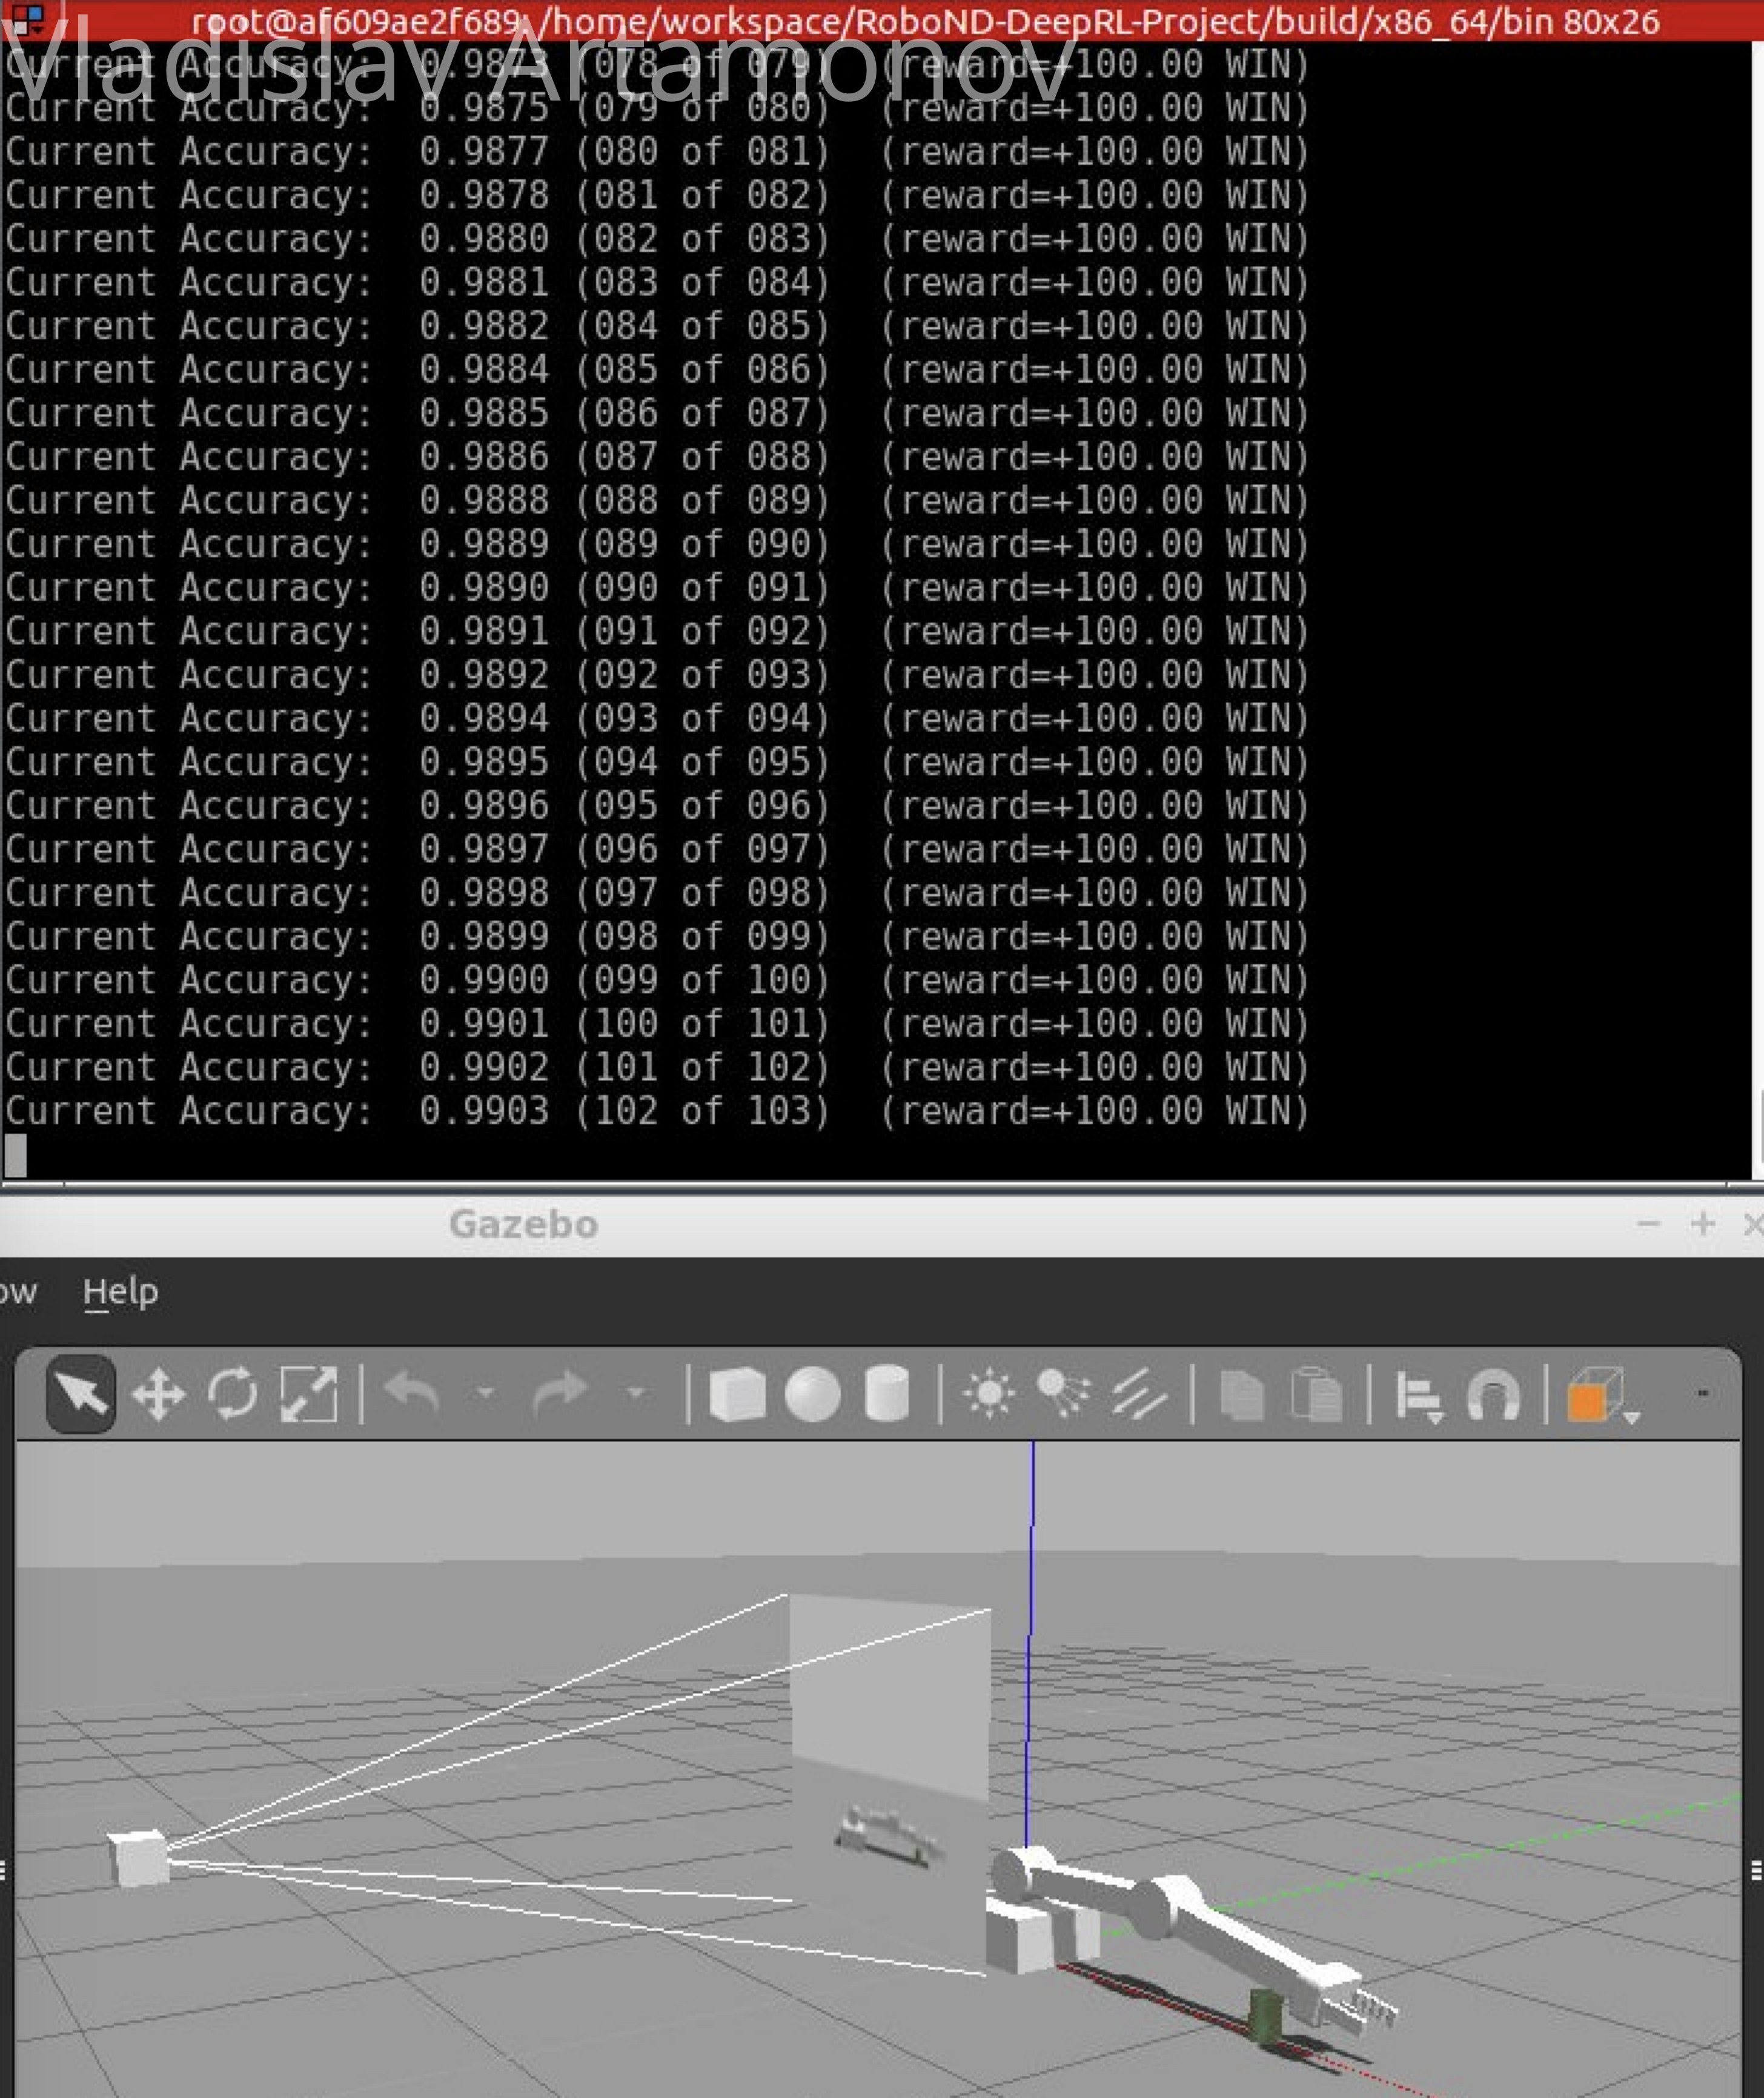 root@af609ae2f689: /home/workspace/RoboND-DeepRL-Project/build/x86_64/bin 80x26
Vladislav Artamonov
Current Accuracy: 0.9873 (078 of 079) (reward=+100.00 WIN)
Current Accuracy: 0.9875 (079 of 080) (reward=+100.00 WIN)
Current Accuracy: 0.9877 (080 of 081) (reward=+100.00 WIN)
Current Accuracy: 0.9878 (081 of 082) (reward=+100.00 WIN)
Current Accuracy: 0.9880 (082 of 083) (reward=+100.00 WIN)
Current Accuracy: 0.9881 (083 of 084) (reward=+100.00 WIN)
Current Accuracy: 0.9882 (084 of 085) (reward=+100.00 WIN)
Current Accuracy: 0.9884 (085 of 086) (reward=+100.00 WIN)
Current Accuracy: 0.9885 (086 of 087) (reward=+100.00 WIN)
Current Accuracy: 0.9886 (087 of 088) (reward=+100.00 WIN)
Current Accuracy: 0.9888 (088 of 089) (reward=+100.00 WIN)
Current Accuracy: 0.9889 (089 of 090) (reward=+100.00 WIN)
Current Accuracy: 0.9890 (090 of 091) (reward=+100.00 WIN)
Current Accuracy: 0.9891 (091 of 092) (reward=+100.00 WIN)
Current Accuracy: 0.9892 (092 of 093) (reward=+100.00 WIN)
Current Accuracy: 0.9894 (093 of 094) (reward=+100.00 WIN)
Current Accuracy: 0.9895 (094 of 095) (reward=+100.00 WIN)
Current Accuracy: 0.9896 (095 of 096) (reward=+100.00 WIN)
Current Accuracy: 0.9897 (096 of 097) (reward=+100.00 WIN)
Current Accuracy: 0.9898 (097 of 098) (reward=+100.00 WIN)
Current Accuracy: 0.9899 (098 of 099) (reward=+100.00 WIN)
Current Accuracy: 0.9900 (099 of 100) (reward=+100.00 WIN)
Current Accuracy: 0.9901 (100 of 101) (reward=+100.00 WIN)
Current Accuracy: 0.9902 (101 of 102) (reward=+100.00 WIN)
Current Accuracy: 0.9903 (102 of 103) (reward=+100.00 WIN)
Gazebo
ow Help